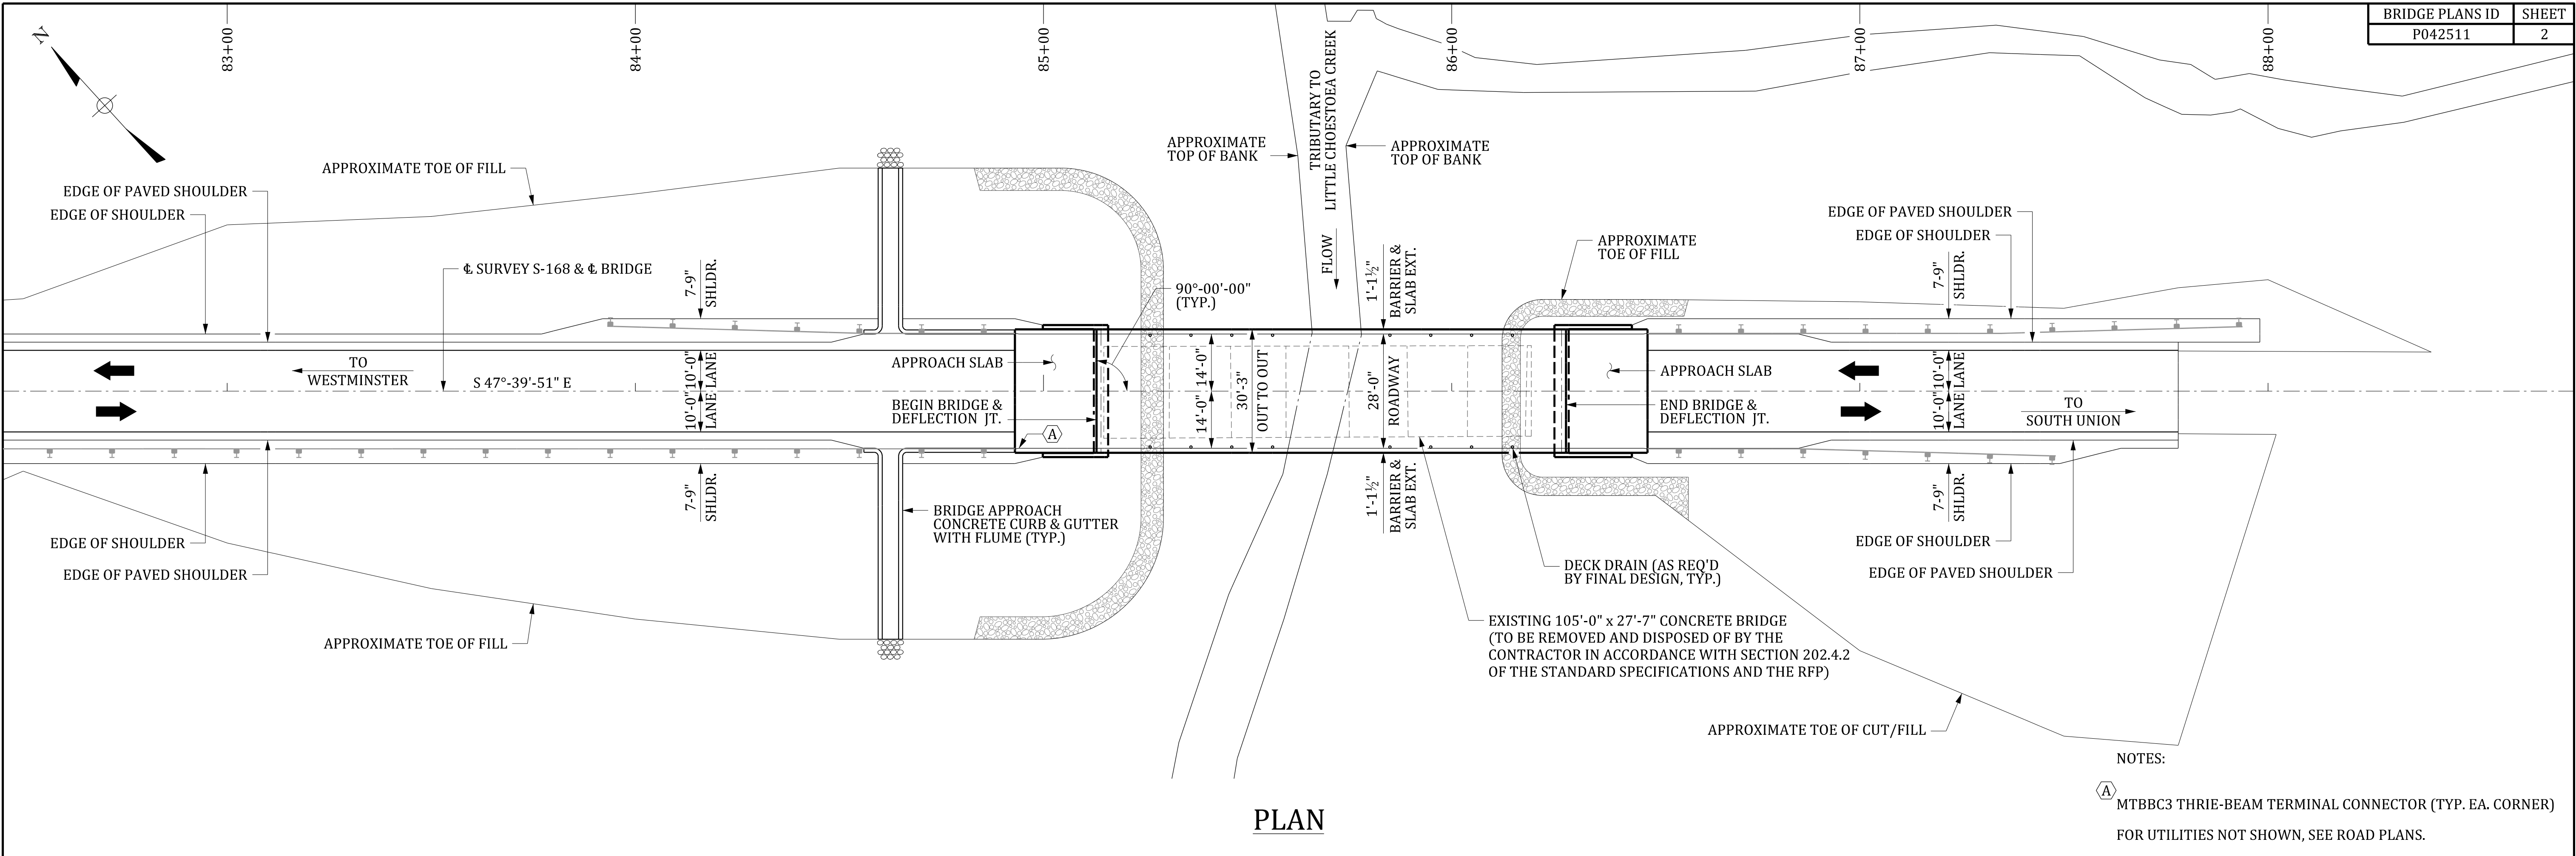 BRIDGE PLANS ID SHEET
P042511 2
N
83+00
84+00
85+00
86+00
87+00
88+00
TRIBUTARY TO
LITTLE CHOESTOEA CREEK
FLOW
APPROXIMATE
TOP OF BANK
APPROXIMATE
TOP OF BANK
APPROXIMATE TOE OF FILL
EDGE OF PAVED SHOULDER
EDGE OF SHOULDER
℄ SURVEY S-168 & ℄ BRIDGE
7-9"
SHLDR.
90°-00'-00"
(TYP.)
1'-1½"
BARRIER &
SLAB EXT.
APPROXIMATE
TOE OF FILL
EDGE OF PAVED SHOULDER
EDGE OF SHOULDER
7-9"
SHLDR.
TO
WESTMINSTER
S 47°-39'-51" E
10'-0"
LANE
10'-0"
LANE
APPROACH SLAB
BEGIN BRIDGE &
DEFLECTION JT.
A
14'-0"
14'-0"
30'-3"
OUT TO OUT
28'-0"
ROADWAY
APPROACH SLAB
END BRIDGE &
DEFLECTION JT.
10'-0"
LANE
10'-0"
LANE
TO
SOUTH UNION
7-9"
SHLDR.
BRIDGE APPROACH
CONCRETE CURB & GUTTER
WITH FLUME (TYP.)
1'-1½"
BARRIER &
SLAB EXT.
7-9"
SHLDR.
EDGE OF SHOULDER
EDGE OF PAVED SHOULDER
EDGE OF SHOULDER
EDGE OF PAVED SHOULDER
DECK DRAIN (AS REQ'D
BY FINAL DESIGN, TYP.)
APPROXIMATE TOE OF FILL
EXISTING 105'-0" x 27'-7" CONCRETE BRIDGE
(TO BE REMOVED AND DISPOSED OF BY THE
CONTRACTOR IN ACCORDANCE WITH SECTION 202.4.2
OF THE STANDARD SPECIFICATIONS AND THE RFP)
APPROXIMATE TOE OF CUT/FILL
PLAN
NOTES:
A MTBBC3 THRIE-BEAM TERMINAL CONNECTOR (TYP. EA. CORNER)
FOR UTILITIES NOT SHOWN, SEE ROAD PLANS.